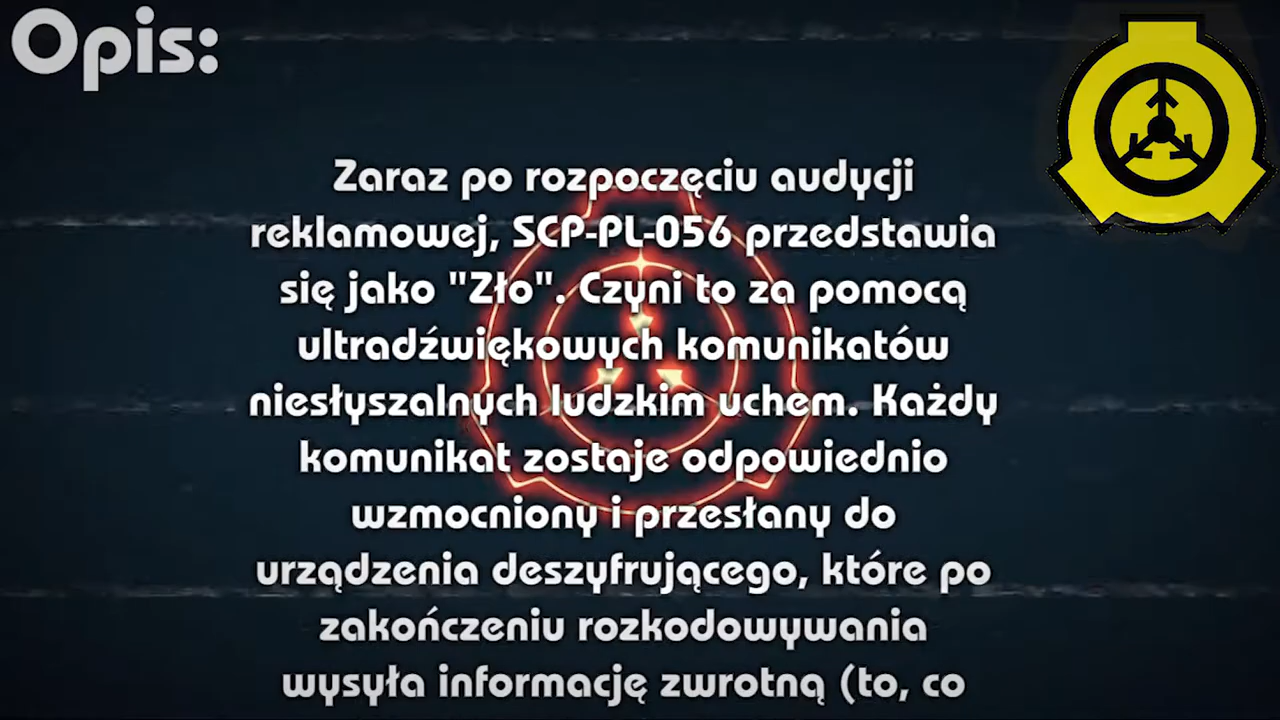 Opis:
Zaraz po rozpoczęciu audycji
reklamowej, SCP-PL-056 przedstawia
się jako "Zło". Czyni to za pomocą
ultradźwiękowych komunikatów
niesłyszalnych ludzkim uchem. Każdy
komunikat zostaje odpowiednio
wzmocniony i przesłany do
urządzenia deszyfrującego, które po
zakończeniu rozkodowywania
wysyła informację zwrotną (to, co